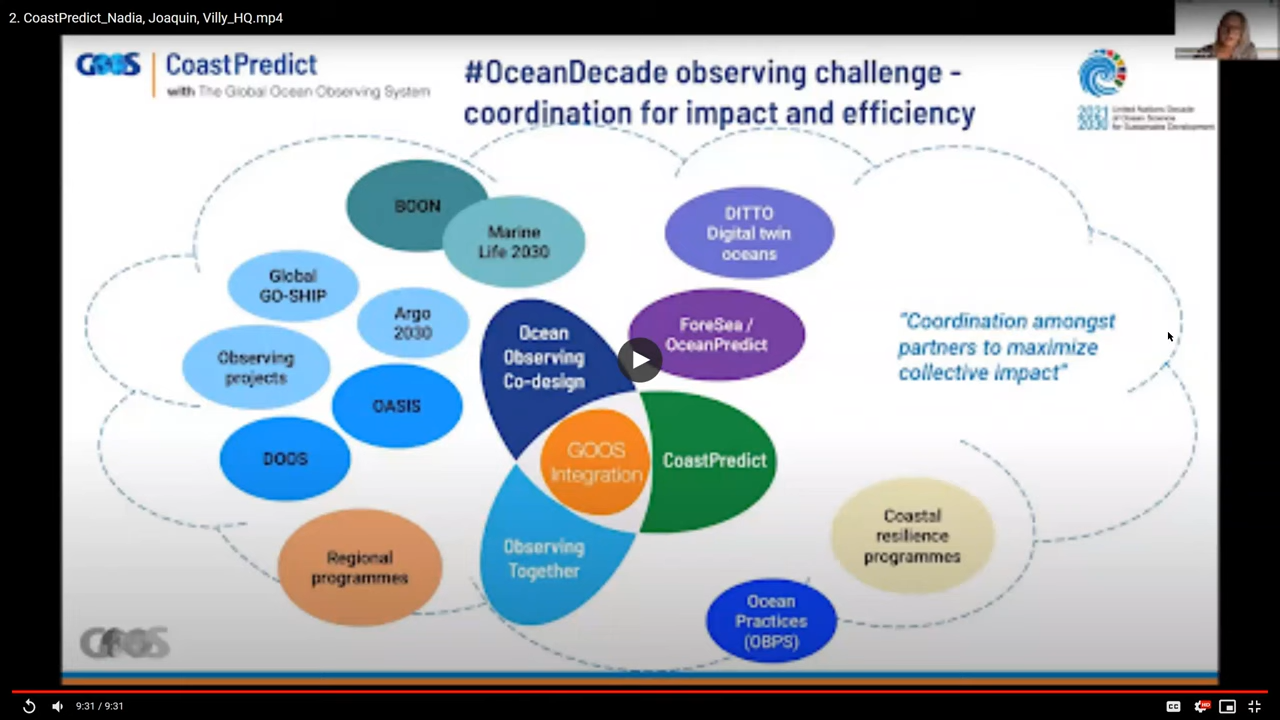 2. CoastPredict_Nadia, Joaquin, Villy_HQ.mp4
GOOS
CoastPredict
with The Global Ocean Observing System
#OceanDecade observing challenge -
coordination for impact and efficiency
2021
2030
United Nations Decade
of Ocean Science
for Sustainable Development
BOON
Marine
Life 2030
DITTO
Digital twin
oceans
Global
GO-SHIP
Argo
2030
Observing
projects
OASIS
DOOS
Ocean
Observing
Co-design
ForeSea /
OceanPredict
"Coordination amongst
partners to maximize
collective impact"
GOOS
Integration
CoastPredict
Observing
Together
Regional
programmes
Coastal
resilience
programmes
Ocean
Practices
(OBPS)
GOOS
9:31 / 9:31
CC
HD